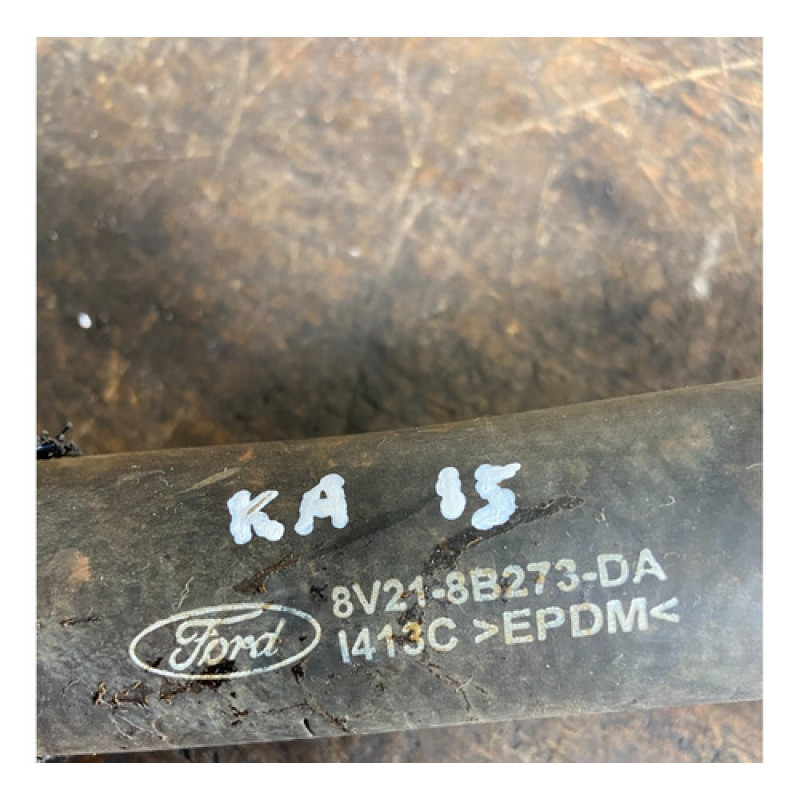 KA 15
8V21-8B273-DA
Ford
I413C >EPDM<